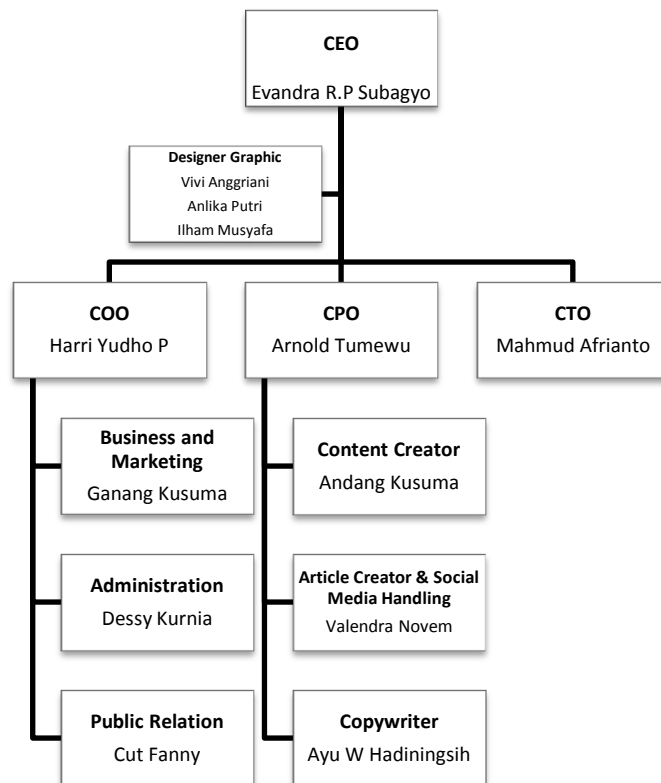 CEO
Evandra R.P Subagyo
Designer Graphic
Vivi Anggriani
Anlika Putri
Ilham Musyafa
COO
Harri Yudho P
CPO
Arnold Tumewu
CTO
Mahmud Afrianto
Business and
Marketing
Ganang Kusuma
Content Creator
Andang Kusuma
Administration
Dessy Kurnia
Article Creator & Social
Media Handling
Valendra Novem
Public Relation
Cut Fanny
Copywriter
Ayu W Hadiningsih